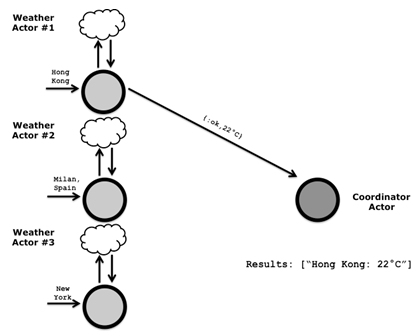 Weather
Actor #1
Hong
Kong
{:ok,22°C}
Weather
Actor #2
Milan,
Spain
Coordinator
Actor
Weather
Actor #3
Results: ["Hong Kong: 22°C"]
New
York